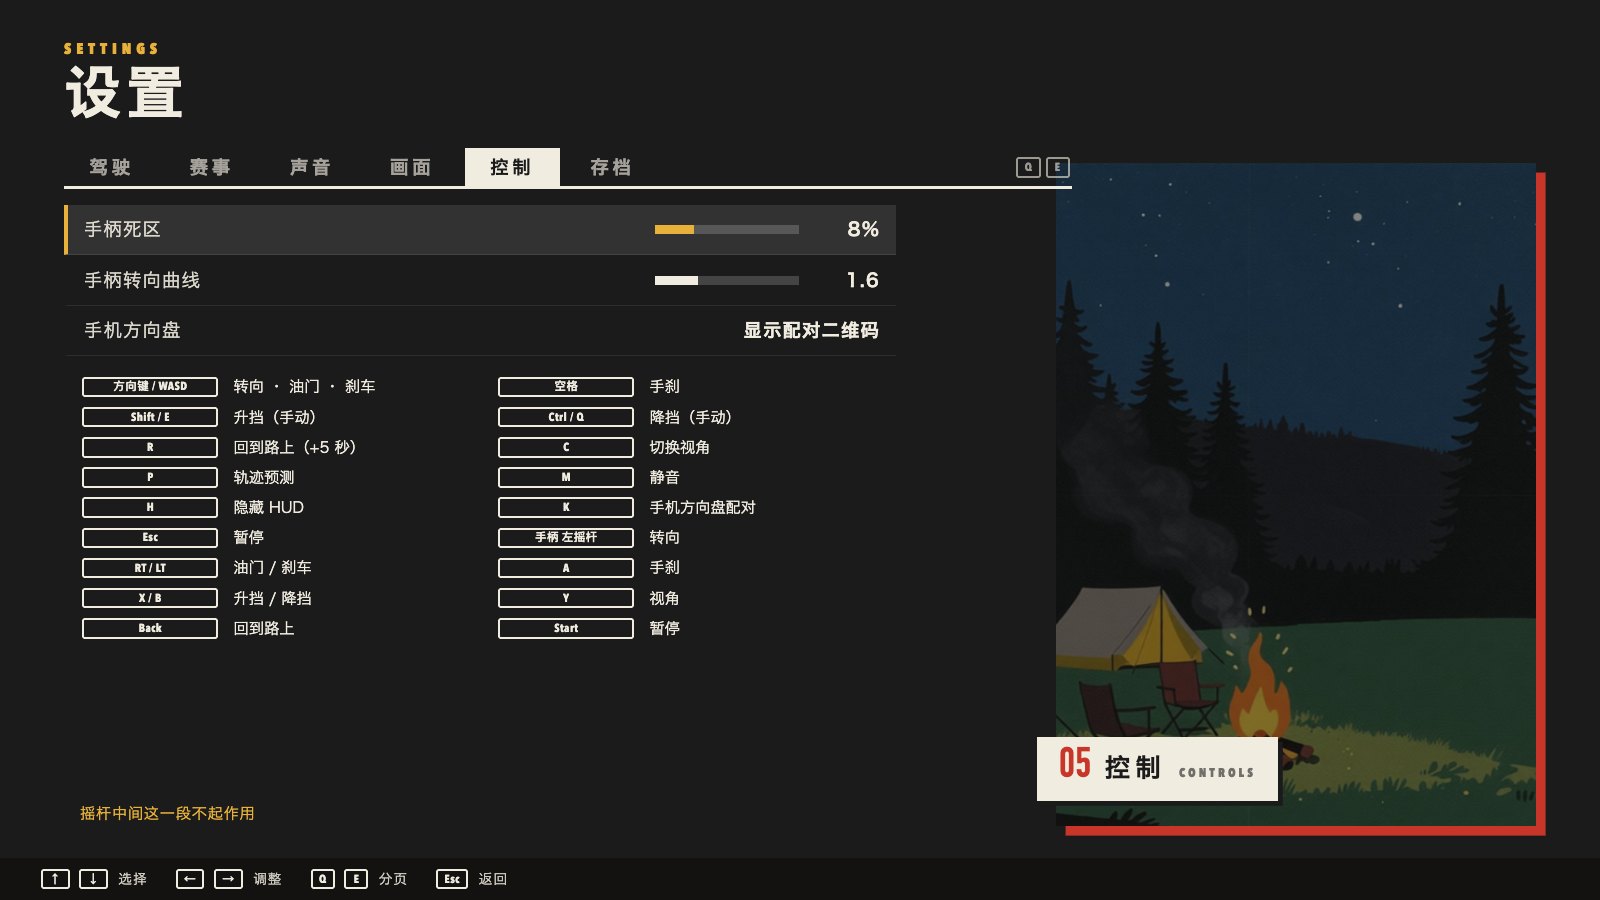 SETTINGS
设置
驾驶 赛事 声音 画面 控制 存档 Q E
手柄死区 8%
手柄转向曲线 1.6
手机方向盘 显示配对二维码
方向键 / WASD 转向 · 油门 · 刹车 空格 手刹
Shift / E 升挡（手动） Ctrl / Q 降挡（手动）
R 回到路上（+5 秒） C 切换视角
P 轨迹预测 M 静音
H 隐藏 HUD K 手机方向盘配对
Esc 暂停 手柄 左摇杆 转向
RT / LT 油门 / 刹车 A 手刹
X / B 升挡 / 降挡 Y 视角
Back 回到路上 Start 暂停
05 控制 CONTROLS
摇杆中间这一段不起作用
↑ ↓ 选择 ← → 调整 Q E 分页 Esc 返回